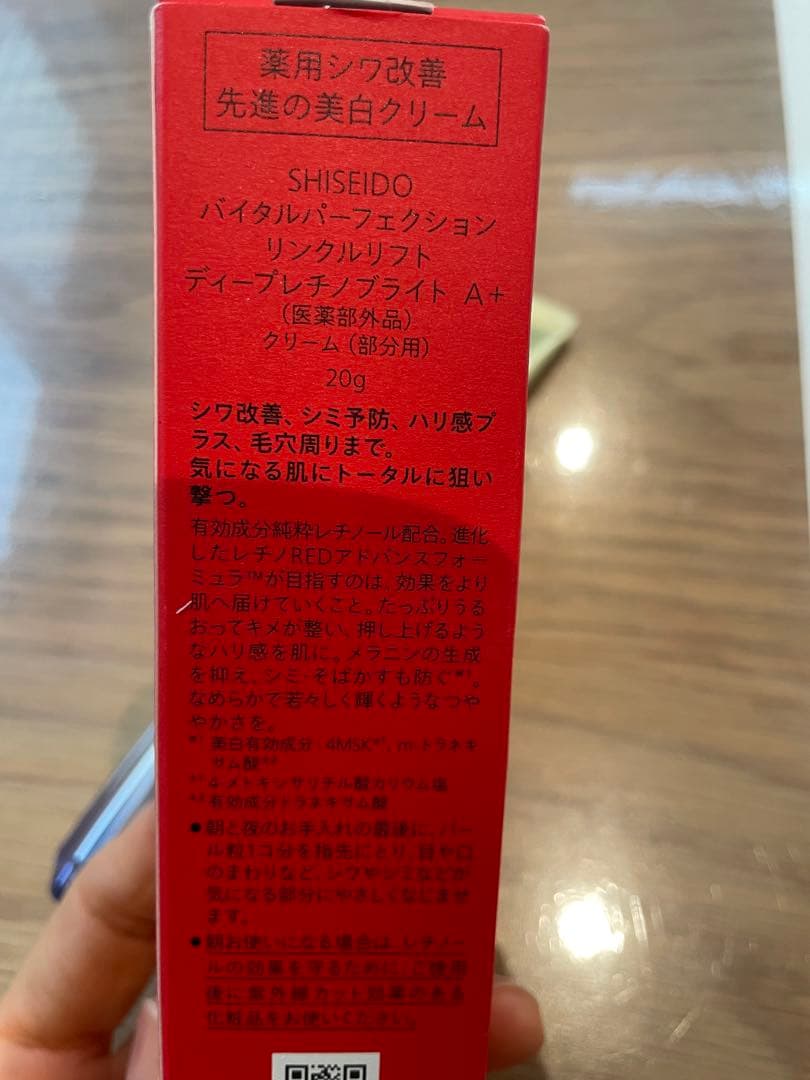 薬用シワ改善
先進の美白クリーム
SHISEIDO
バイタルパーフェクション
リンクルリフト
ディープレチノブライト A+
(医薬部外品)
クリーム(部分用)
20g
シワ改善、シミ予防、ハリ感プ
ラス、毛穴周りまで。
気になる肌にトータルに狙い
撃つ。
有効成分純粋レチノール配合。進化
したレチノREDアドバンスフォー
ミュラ™が目指すのは、効果をより
肌へ届けていくこと。たっぷりうる
おってキメが整い、押し上げるよう
なハリ感を肌に。メラニンの生成
を抑え、シミ・そばかすも防ぐ※1。
なめらかで若々しく輝くようなつや
やかさを。
※1 美白有効成分:4MSK※2、m-トラネキ
サム酸※3
※2 4-メトキシサリチル酸カリウム塩
※3 有効成分トラネキサム酸
●朝と夜のお手入れの最後に、パー
ル粒1コ分を指先にとり、目や口
のまわりなど、シワやシミなどが
気になる部分にやさしくなじませ
ます。
●朝お使いになる場合は、レチノー
ルの効果を守るために、ご使用
後に紫外線カット効果のある
化粧品をお使いください。